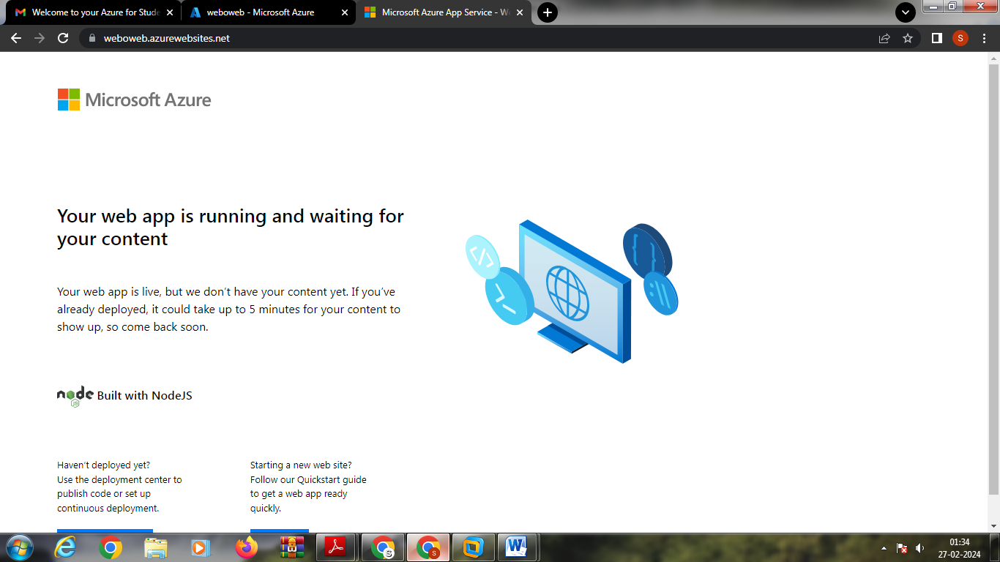 Welcome to your Azure for Stude
weboweb - Microsoft Azure
Microsoft Azure App Service - We
weboweb.azurewebsites.net
S
Microsoft Azure
Your web app is running and waiting for
your content
Your web app is live, but we don’t have your content yet. If you’ve
already deployed, it could take up to 5 minutes for your content to
show up, so come back soon.
</>
{ }
:\\
node
JS
Built with NodeJS
Haven’t deployed yet?
Use the deployment center to
publish code or set up
continuous deployment.
Starting a new web site?
Follow our Quickstart guide
to get a web app ready
quickly.
S
S
W
01:34
27-02-2024